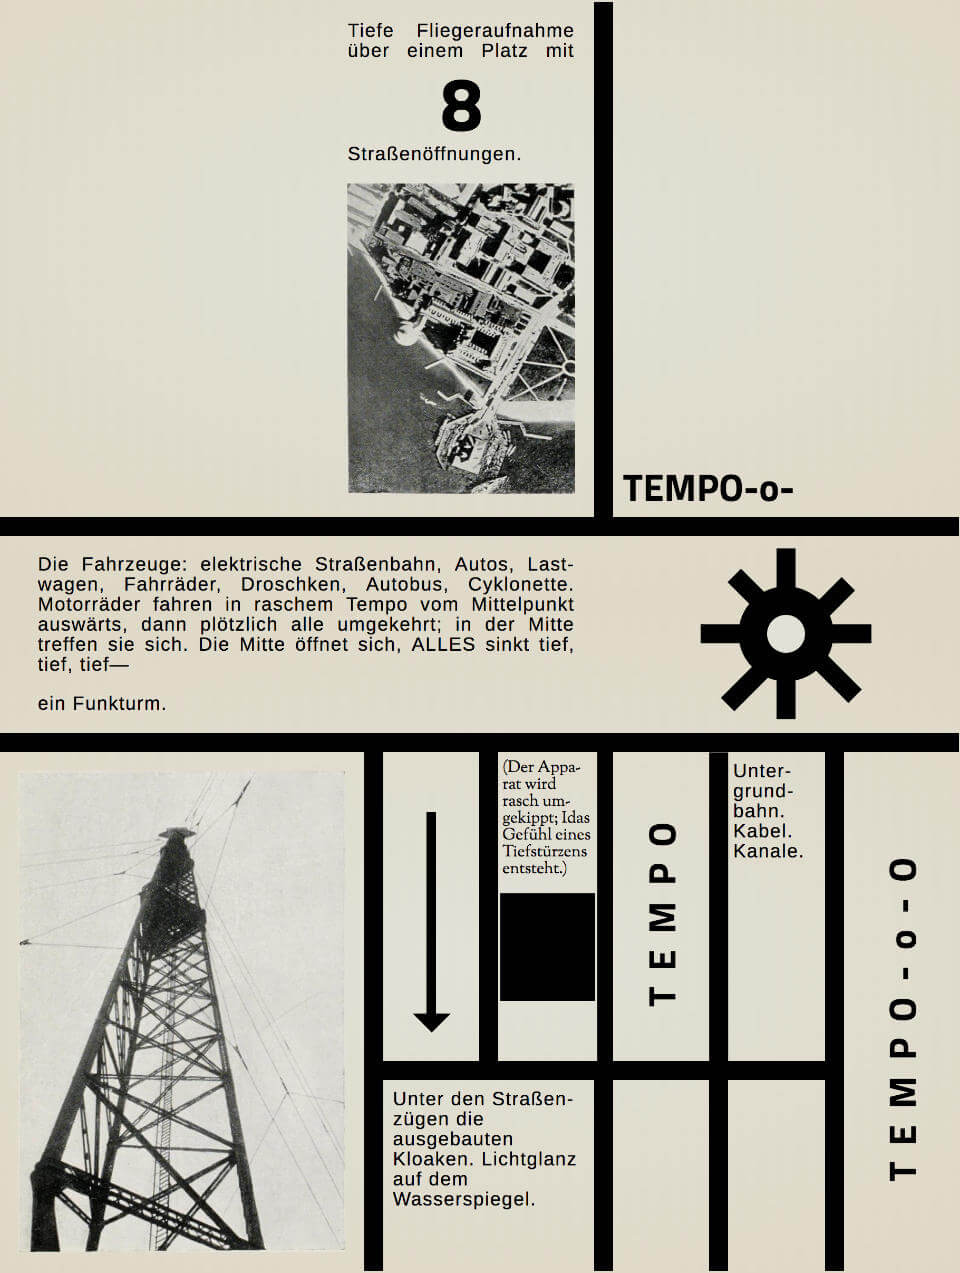 Tiefe Fliegeraufnahme
über einem Platz mit
8
Straßenöffnungen.
TEMPO-o-
Die Fahrzeuge: elektrische Straßenbahn, Autos, Last-
wagen, Fahrräder, Droschken, Autobus, Cyklonette.
Motorräder fahren in raschem Tempo vom Mittelpunkt
auswärts, dann plötzlich alle umgekehrt; in der Mitte
treffen sie sich. Die Mitte öffnet sich, ALLES sinkt tief,
tief, tief—
ein Funkturm.
(Der Appa-
rat wird
rasch um-
gekippt; Idas
Gefühl eines
Tiefstürzens
entsteht.)
TEMPO
Unter-
grund-
bahn.
Kabel.
Kanale.
TEMPO-o-O
Unter den Straßen-
zügen die
ausgebauten
Kloaken. Lichtglanz
auf dem
Wasserspiegel.